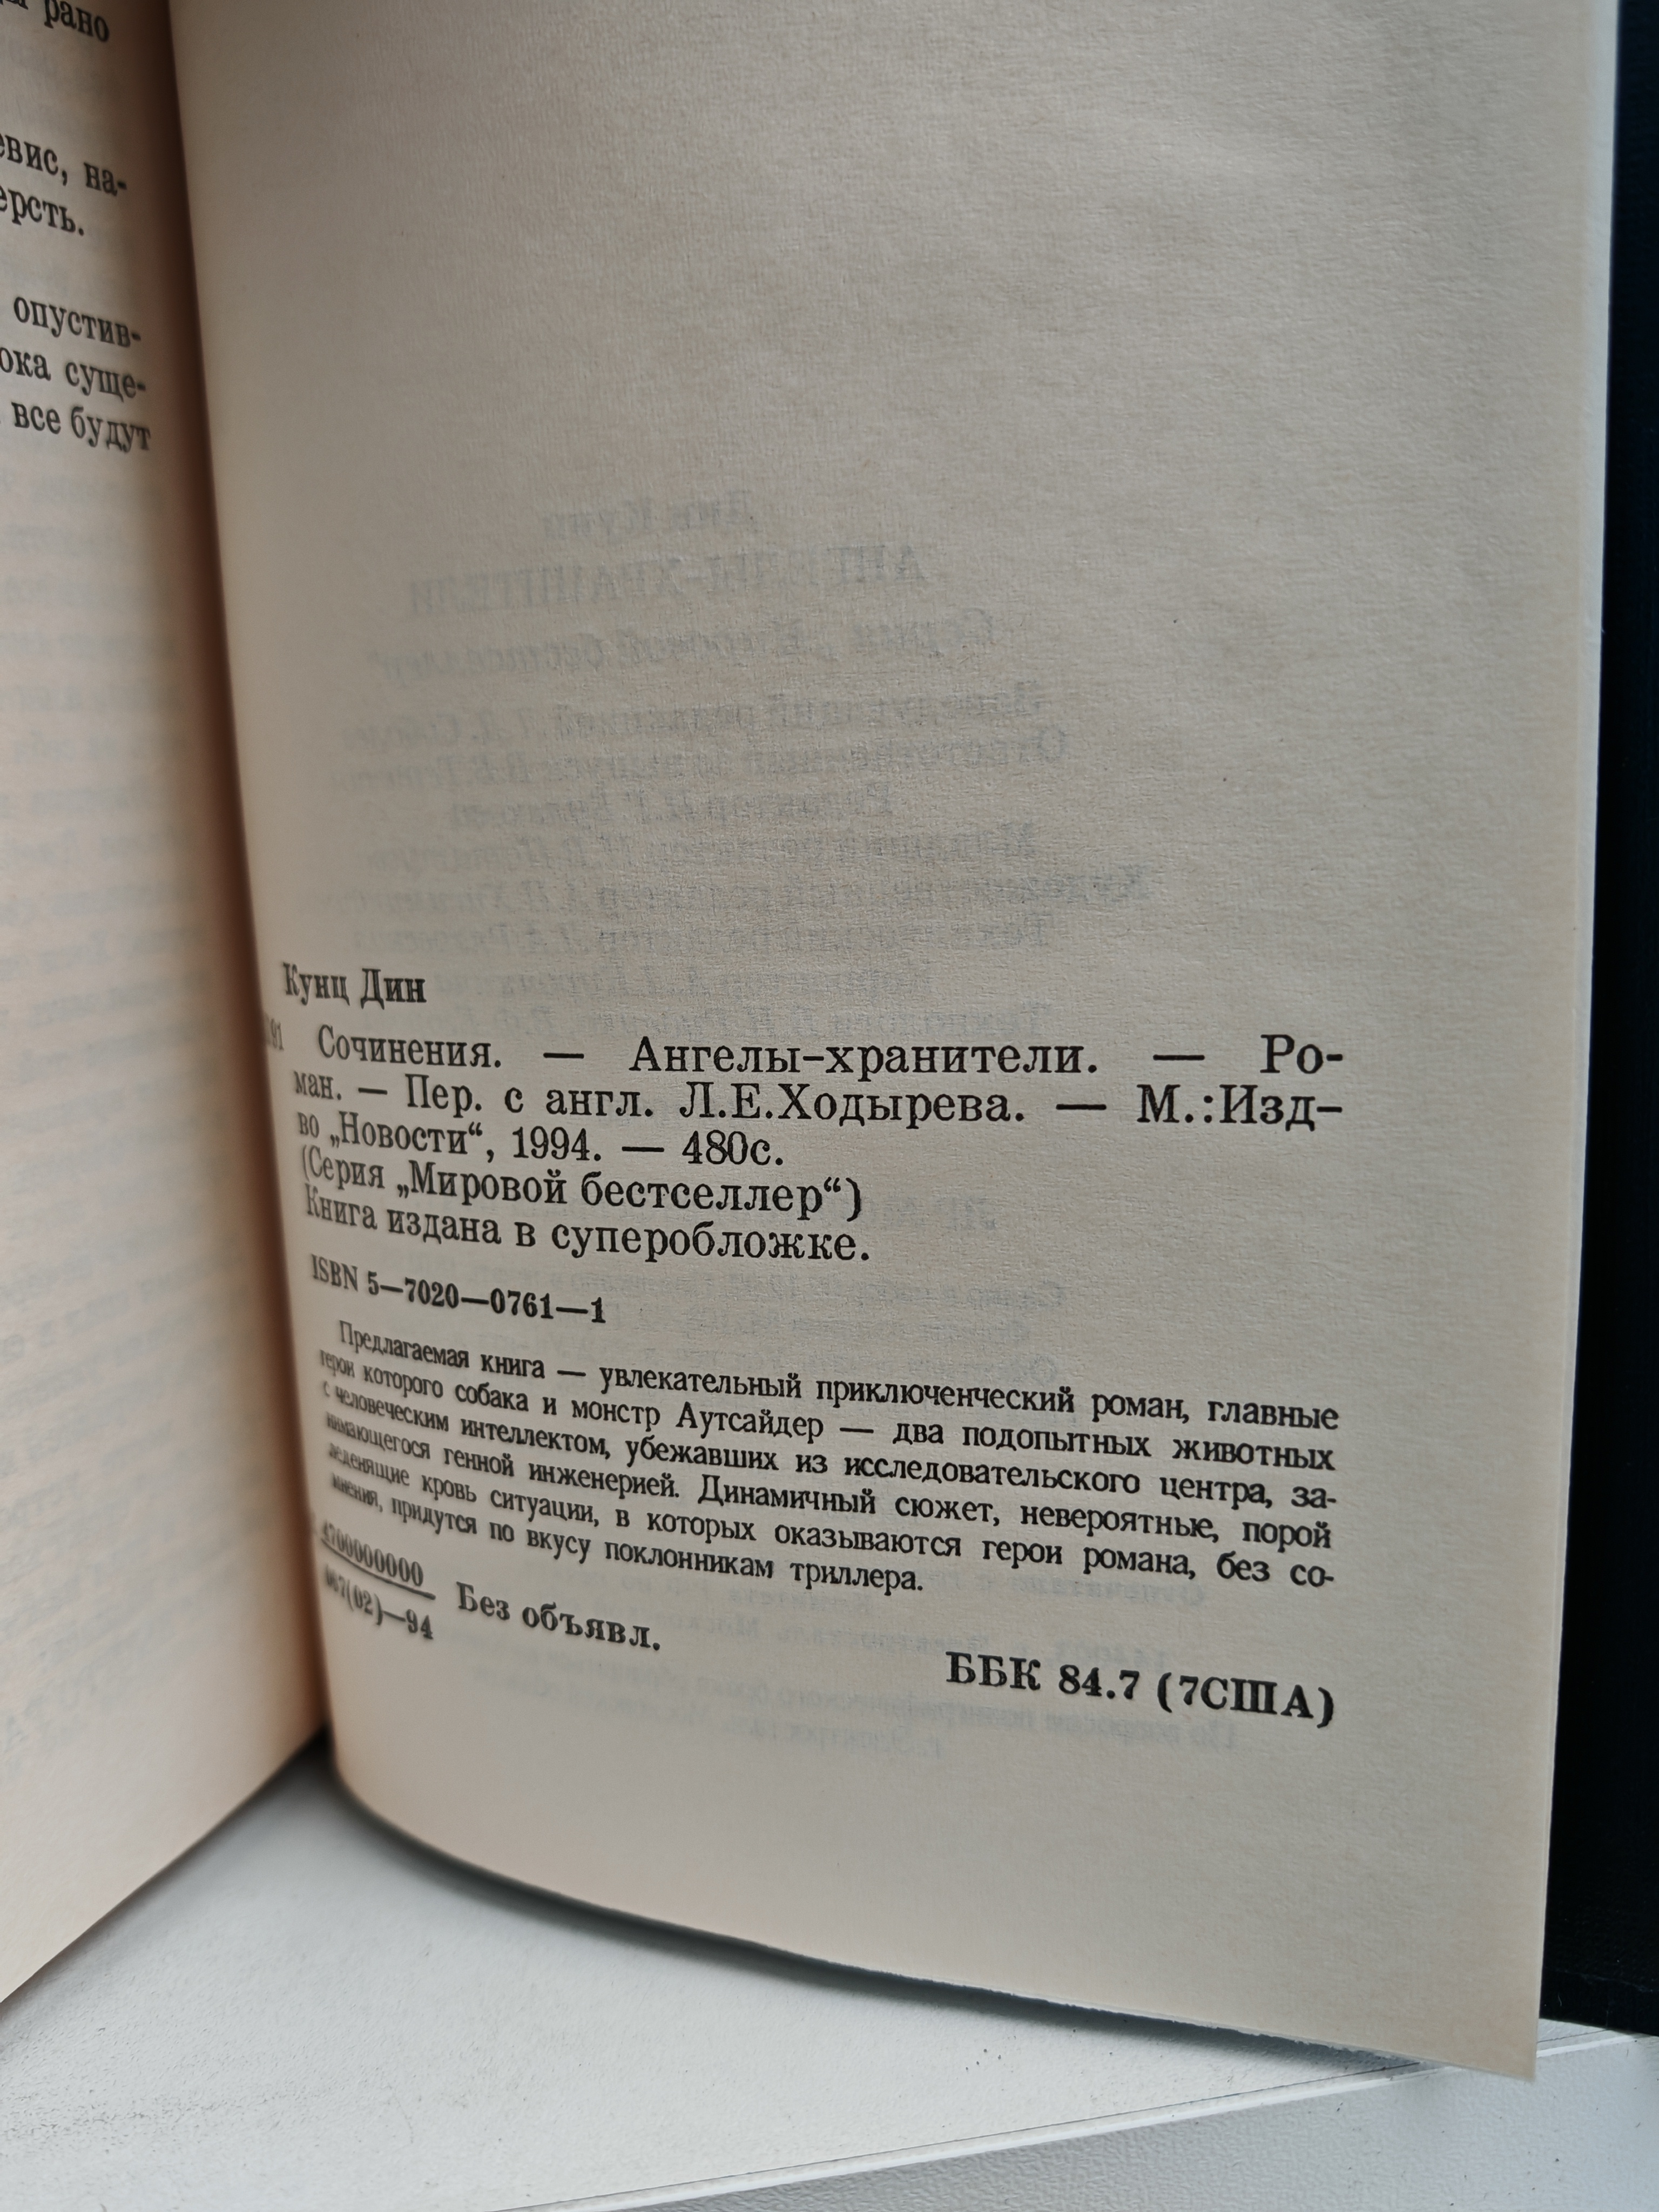 рано
евис, на-
ерсть.
опустив-
ока суще-
все будут
Кунц Дин
Сочинения. — Ангелы-хранители. — Ро-
ман. — Пер. с англ. Л.Е.Ходырева. — М.:Изд-
во „Новости“, 1994. — 480с.
(Серия „Мировой бестселлер“)
Книга издана в суперобложке.
ISBN 5—7020—0761—1
Предлагаемая книга — увлекательный приключенческий роман, главные
герои которого собака и монстр Аутсайдер — два подопытных животных
с человеческим интеллектом, убежавших из исследовательского центра, за-
нимающегося генной инженерией. Динамичный сюжет, невероятные, порой
леденящие кровь ситуации, в которых оказываются герои романа, без со-
мнения, придутся по вкусу поклонникам триллера.
4700000000
067(02)—94
Без объявл.
ББК 84.7 (7США)